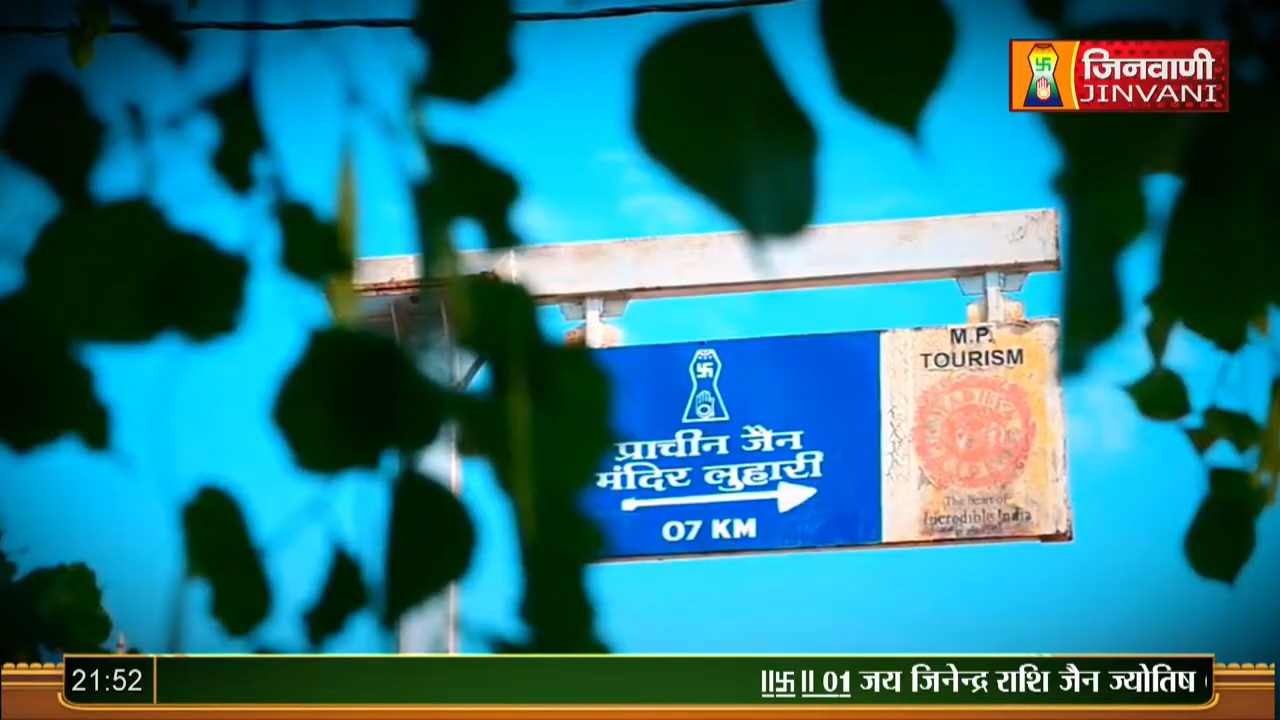 जिनवाणी
JINVANI
M.P.
TOURISM
प्राचीन जैन
मंदिर लुहारी
07 KM
The Heart of
Incredible India
21:52
॥卐॥ 01 जय जिनेन्द्र राशि जैन ज्योतिष